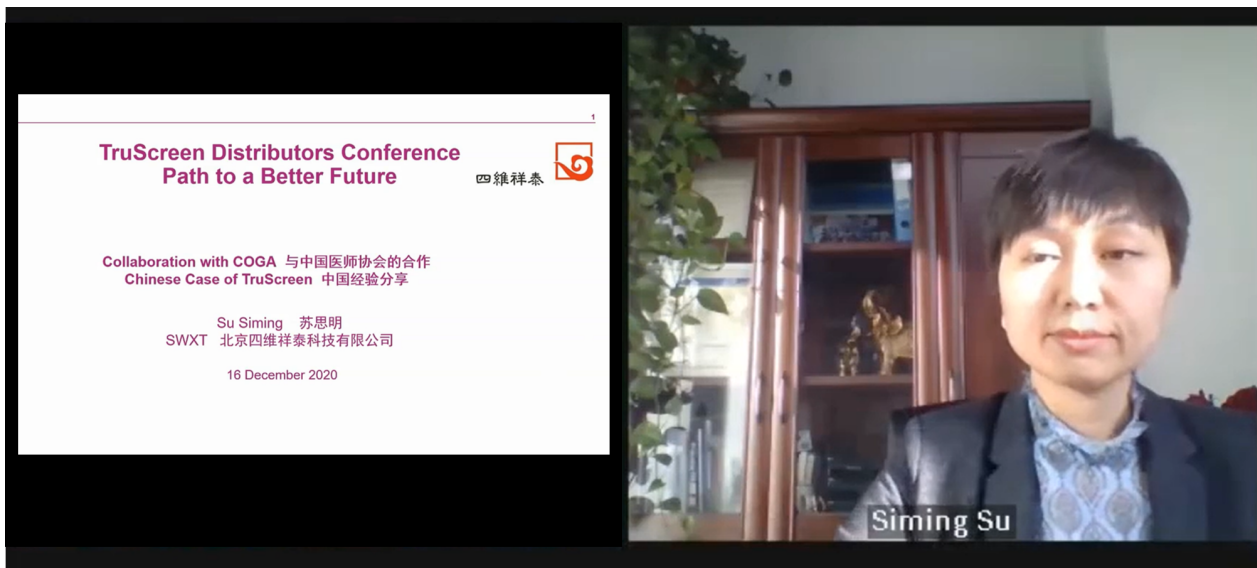 1
TruScreen Distributors Conference
Path to a Better Future
四維祥泰
Collaboration with COGA 与中国医师协会的合作
Chinese Case of TruScreen 中国经验分享
Su Siming 苏思明
SWXT 北京四维祥泰科技有限公司
16 December 2020
Siming Su